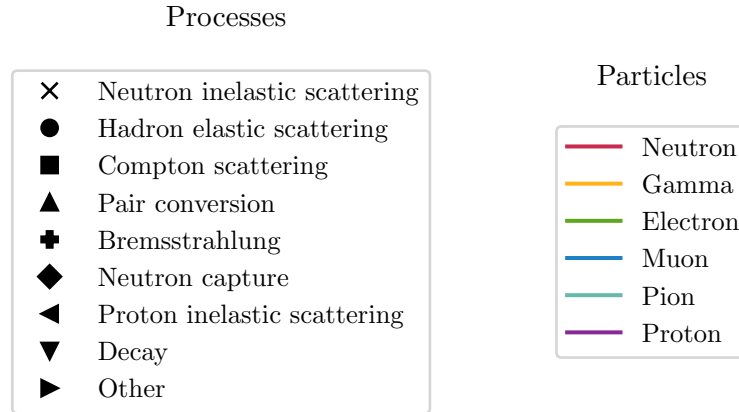 Processes
Neutron inelastic scattering
Hadron elastic scattering
Compton scattering
Pair conversion
Bremsstrahlung
Neutron capture
Proton inelastic scattering
Decay
Other
Particles
Neutron
Gamma
Electron
Muon
Pion
Proton